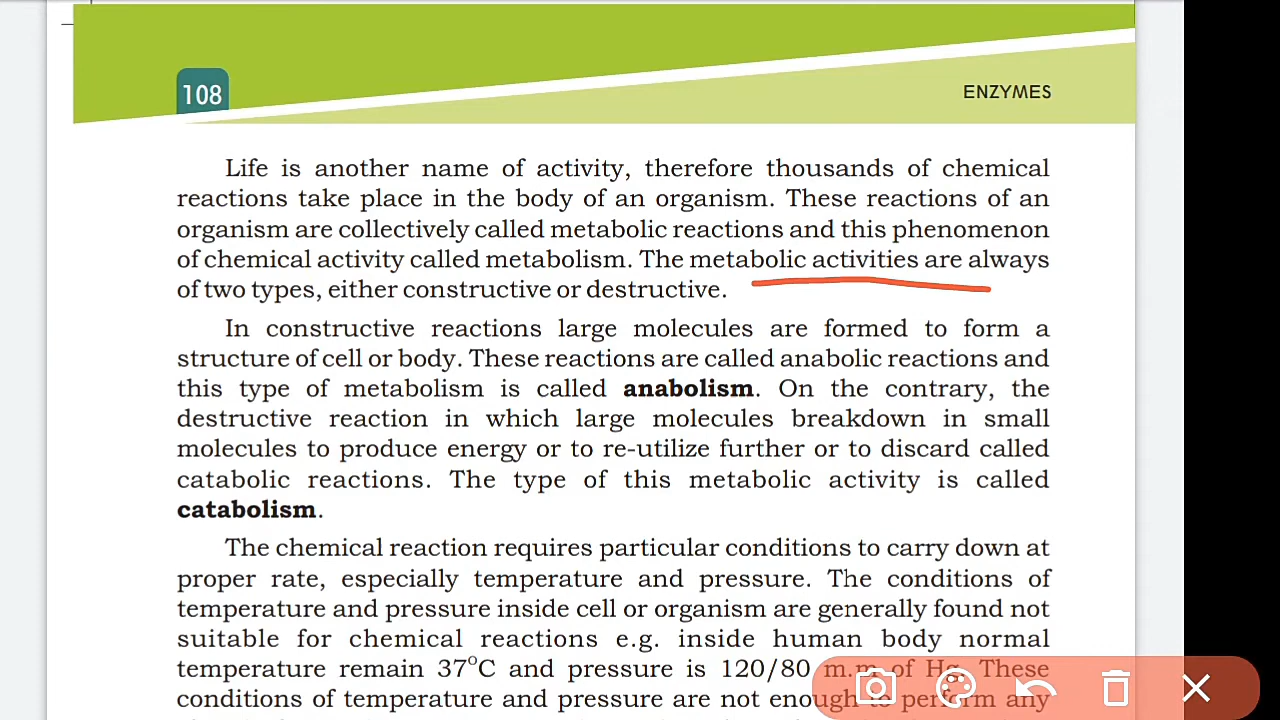 108
ENZYMES
Life is another name of activity, therefore thousands of chemical
reactions take place in the body of an organism. These reactions of an
organism are collectively called metabolic reactions and this phenomenon
of chemical activity called metabolism. The metabolic activities are always
of two types, either constructive or destructive.
In constructive reactions large molecules are formed to form a
structure of cell or body. These reactions are called anabolic reactions and
this type of metabolism is called anabolism. On the contrary, the
destructive reaction in which large molecules breakdown in small
molecules to produce energy or to re-utilize further or to discard called
catabolic reactions. The type of this metabolic activity is called
catabolism.
The chemical reaction requires particular conditions to carry down at
proper rate, especially temperature and pressure. The conditions of
temperature and pressure inside cell or organism are generally found not
suitable for chemical reactions e.g. inside human body normal
temperature remain 37°C and pressure is 120/80 m.m of Hg. These
conditions of temperature and pressure are not enough to perform any